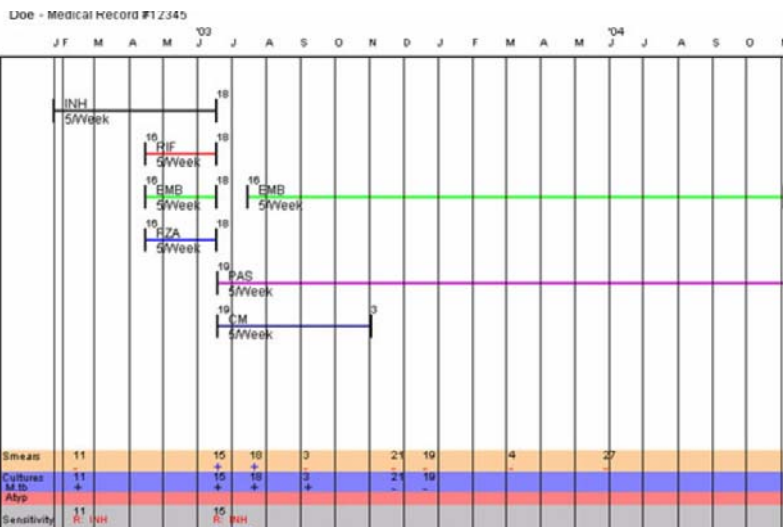 Doe - Medical Record #12345
'03 '04
J F M A M J J A S O N D J F M A M J J A S O
18
INH
5/Week
16 18
RIF
5/Week
16 18 16
EMB EMB
5/Week 5/Week
16 18
PZA
5/Week
19
PAS
5/Week
19 3
CM
5/Week
Smears 11 15 18 3 21 19 4 27
- + + - - - - -
Cultures 11 15 18 3 21 19
M.tb + + + + - -
Atyp
11 15
Sensitivity R: INH R: INH